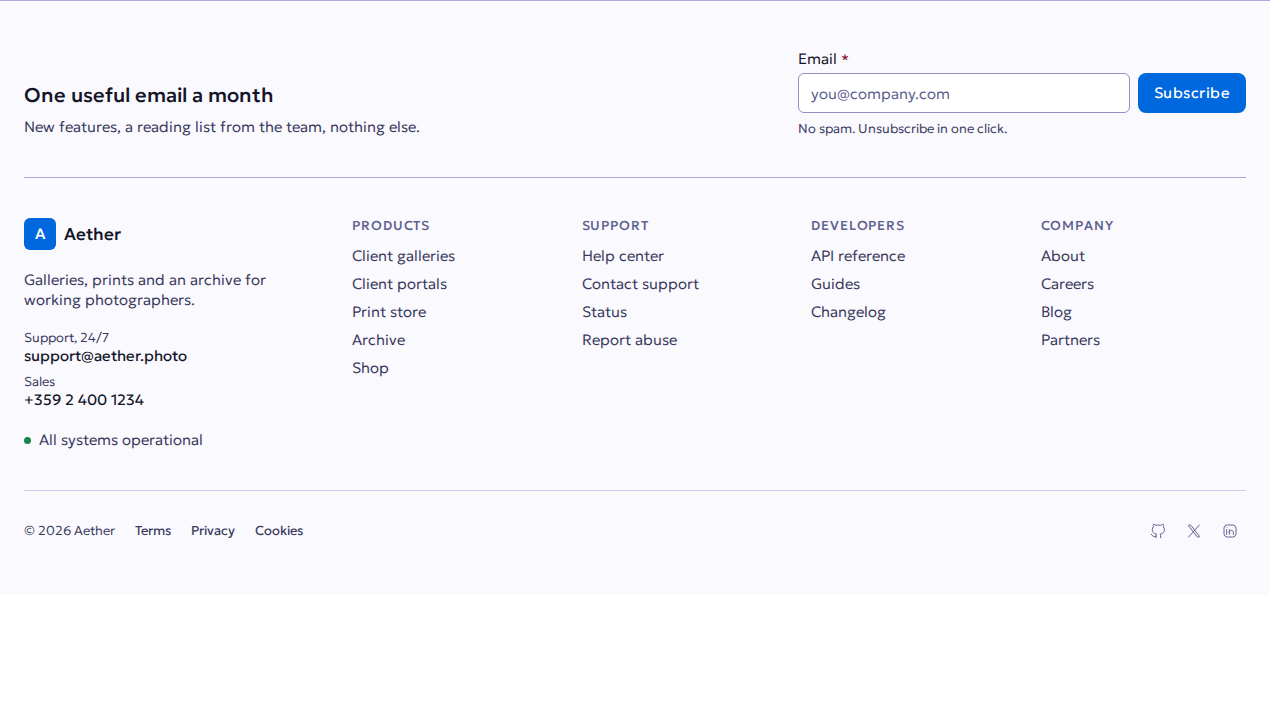 One useful email a month
New features, a reading list from the team, nothing else.
Email *
you@company.com
Subscribe
No spam. Unsubscribe in one click.
A Aether
Galleries, prints and an archive for
working photographers.
Support, 24/7
support@aether.photo
Sales
+359 2 400 1234
All systems operational
PRODUCTS
Client galleries
Client portals
Print store
Archive
Shop
SUPPORT
Help center
Contact support
Status
Report abuse
DEVELOPERS
API reference
Guides
Changelog
COMPANY
About
Careers
Blog
Partners
© 2026 Aether Terms Privacy Cookies